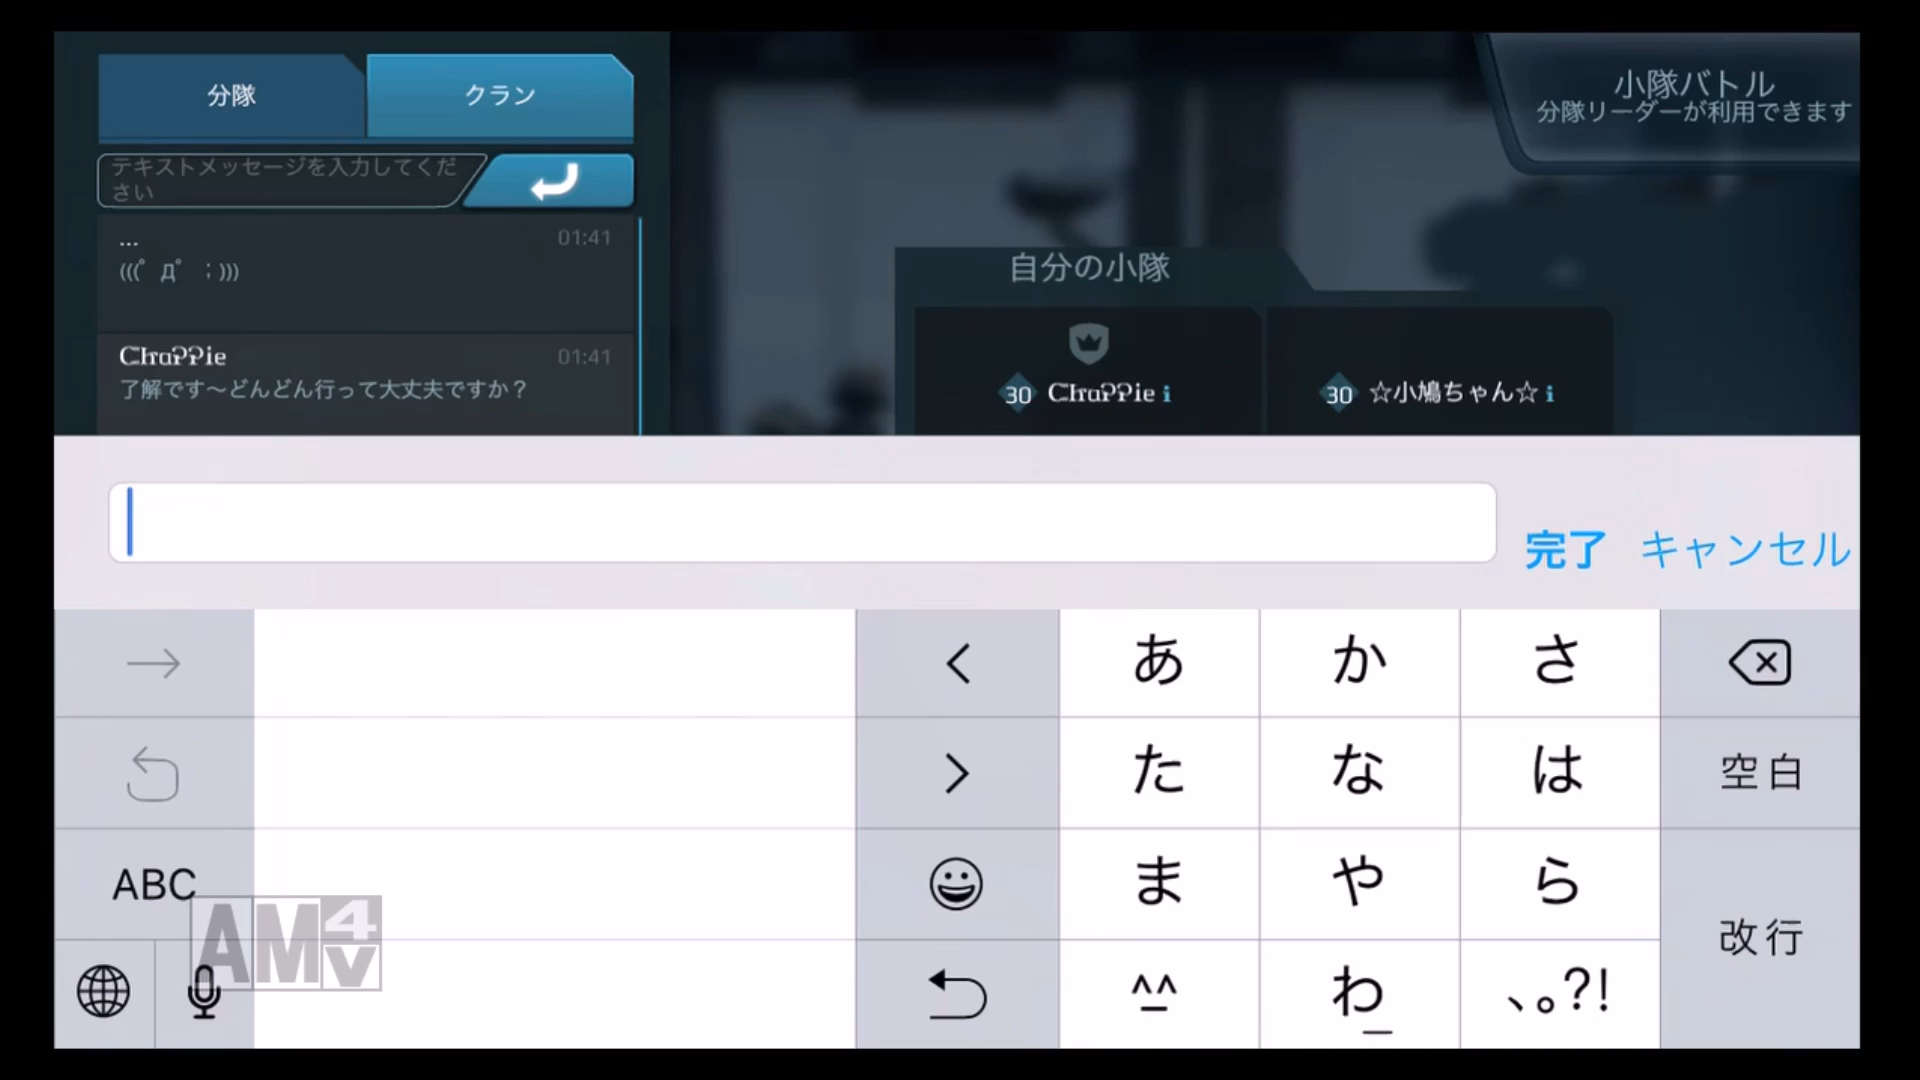 分隊
クラン
小隊バトル
分隊リーダーが利用できます
テキストメッセージを入力してくだ
さい
...
01:41
(((ﾟДﾟ;)))
ChaPPie
01:41
了解です〜どんどん行って大丈夫ですか？
自分の小隊
30 ChaPPie i
30 ☆小鳩ちゃん☆ i
完了 キャンセル
あ か さ
た な は
空白
ABC
ま や ら
改行
^_^ わ_ 、。?!
AM4V